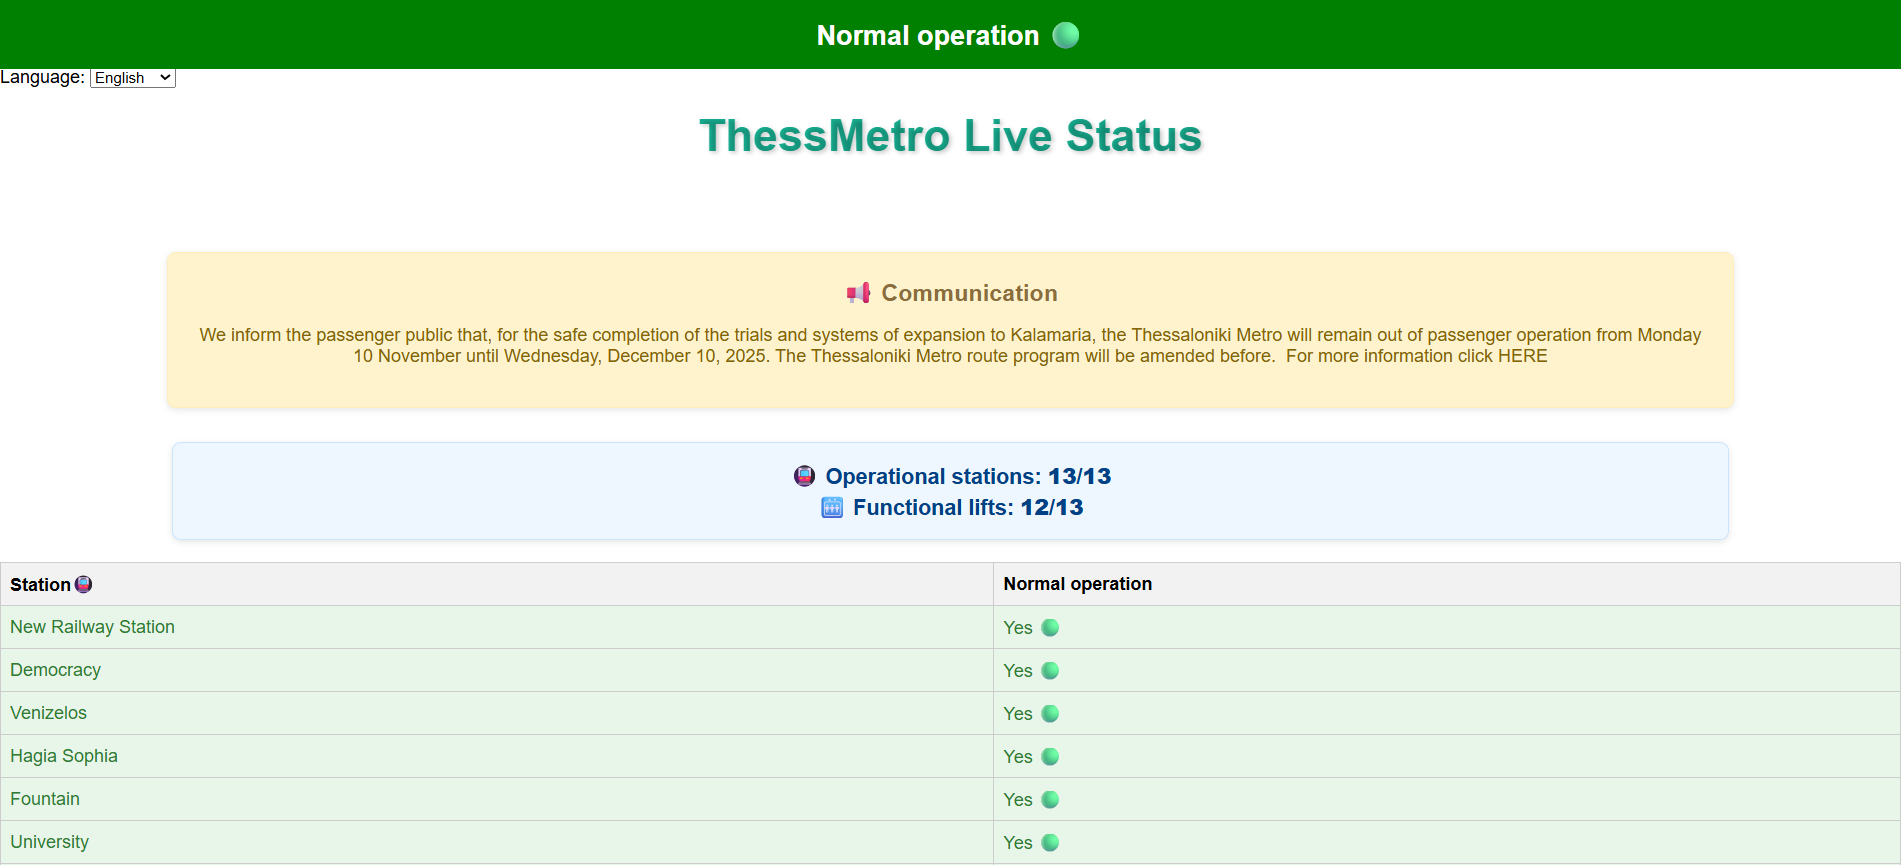 Normal operation
Language: English
ThessMetro Live Status
Communication
We inform the passenger public that, for the safe completion of the trials and systems of expansion to Kalamaria, the Thessaloniki Metro will remain out of passenger operation from Monday
10 November until Wednesday, December 10, 2025. The Thessaloniki Metro route program will be amended before.  For more information click HERE
Operational stations: 13/13
Functional lifts: 12/13
Station Normal operation
New Railway Station Yes
Democracy Yes
Venizelos Yes
Hagia Sophia Yes
Fountain Yes
University Yes